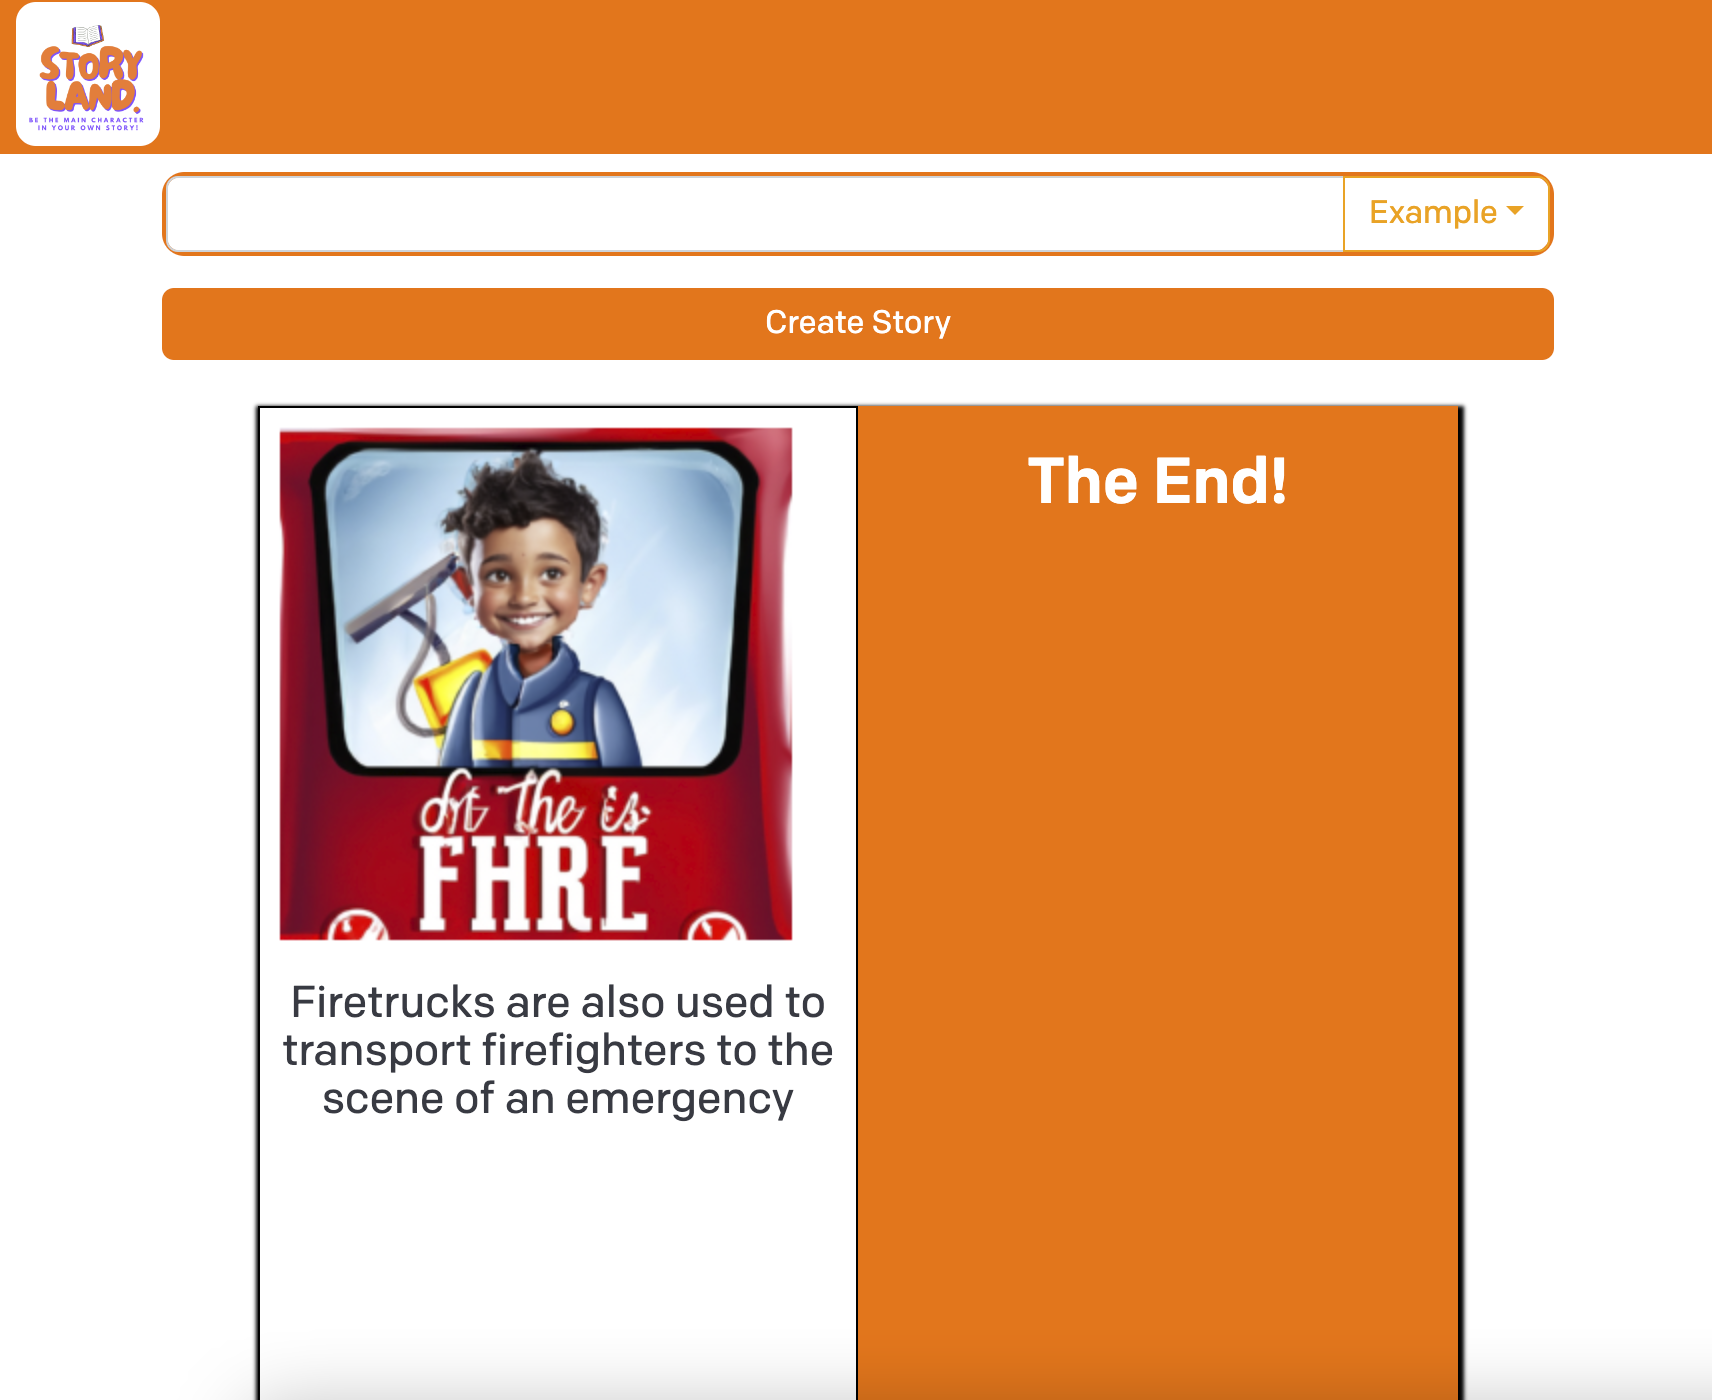 STORY
LAND.
BE THE MAIN CHARACTER
IN YOUR OWN STORY!
Example
Create Story
The End!
the is
FHRE
Firetrucks are also used to
transport firefighters to the
scene of an emergency